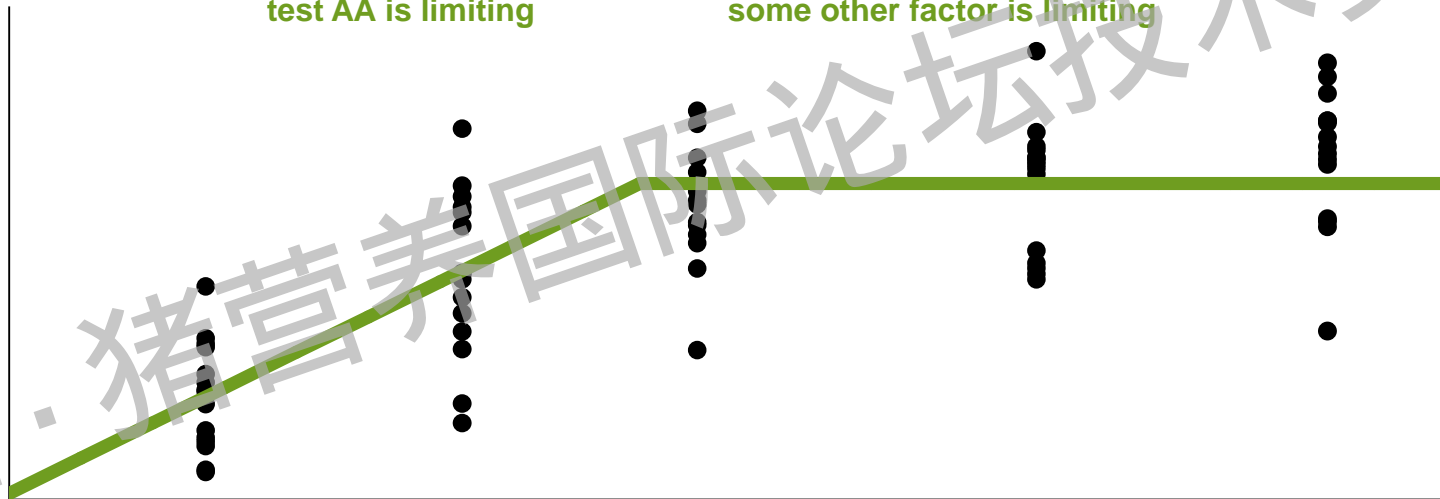 test AA is limiting some other factor is limiting
· 猪营养国际论坛技术